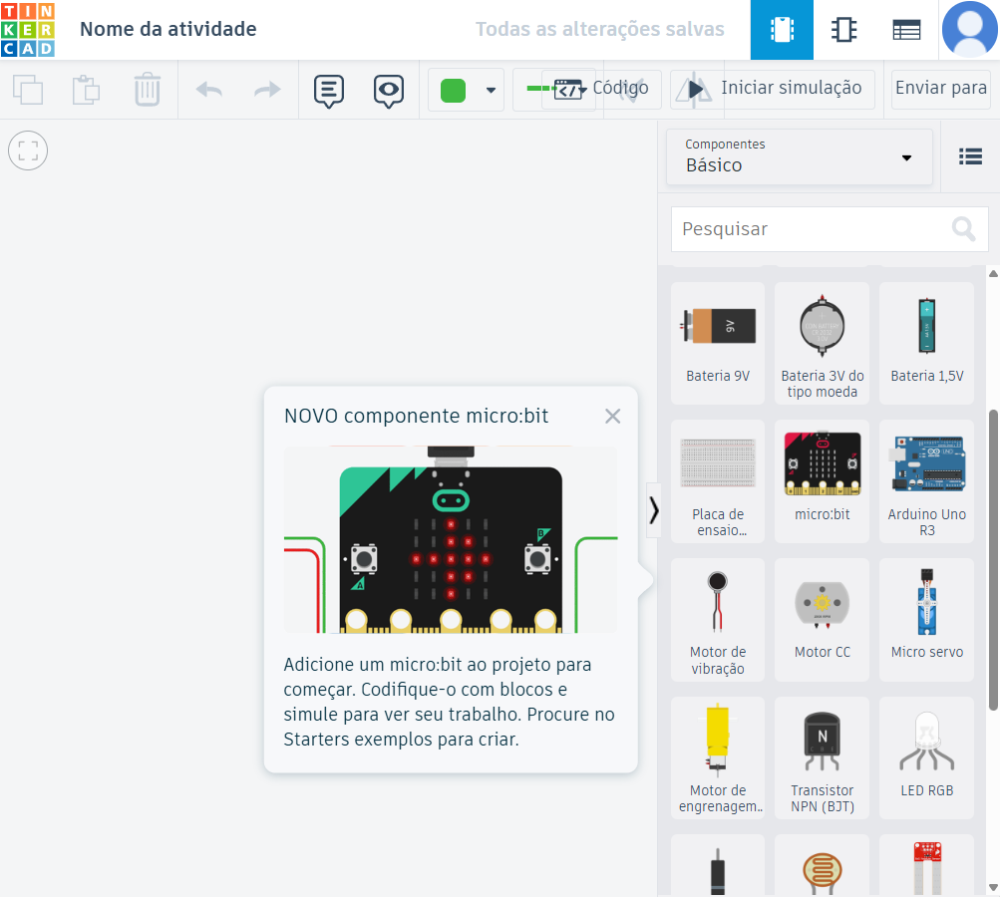 TIN
KER
CAD
Nome da atividade
Todas as alterações salvas
Código
Iniciar simulação
Enviar para
Componentes
Básico
Pesquisar
9V
Bateria 9V
Bateria 3V do
tipo moeda
Bateria 1,5V
Placa de
ensaio...
micro:bit
Arduino Uno
R3
Motor de
vibração
Motor CC
Micro servo
N
Motor de
engrenagem..
Transistor
NPN (BJT)
LED RGB
NOVO componente micro:bit
A
B
Adicione um micro:bit ao projeto para
começar. Codifique-o com blocos e
simule para ver seu trabalho. Procure no
Starters exemplos para criar.